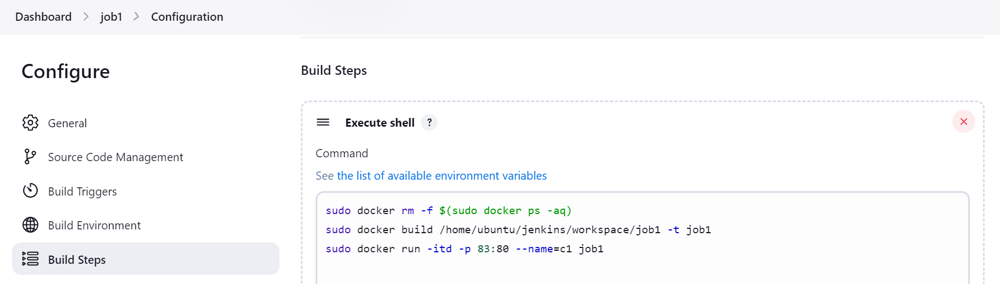 Dashboard > job1 > Configuration
Configure
General
Source Code Management
Build Triggers
Build Environment
Build Steps
Build Steps
Execute shell ?
Command
See the list of available environment variables
sudo docker rm -f $(sudo docker ps -aq)
sudo docker build /home/ubuntu/jenkins/workspace/job1 -t job1
sudo docker run -itd -p 83:80 --name=c1 job1